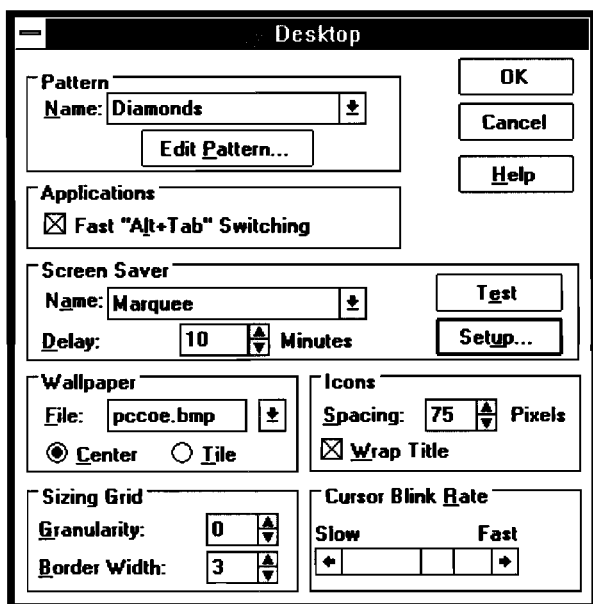 Desktop
Pattern
Name: Diamonds
Edit Pattern...
OK
Cancel
Help
Applications
Fast "Alt+Tab" Switching
Screen Saver
Name: Marquee
Delay: 10 Minutes
Test
Setup...
Wallpaper
File: pccoe.bmp
Center Tile
Icons
Spacing: 75 Pixels
Wrap Title
Sizing Grid
Granularity: 0
Border Width: 3
Cursor Blink Rate
Slow Fast